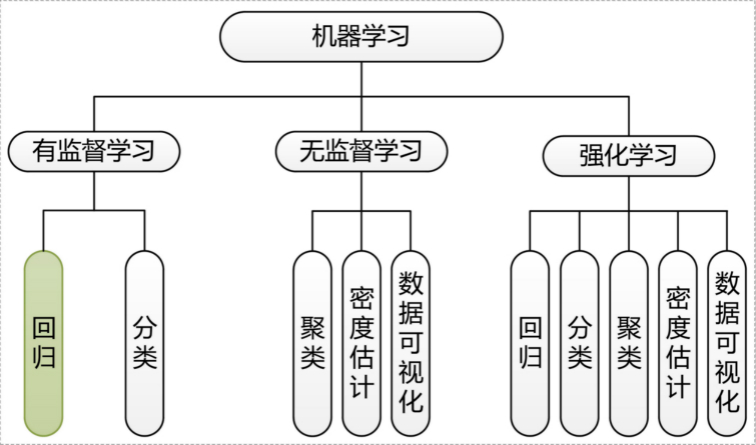 机器学习
有监督学习
无监督学习
强化学习
回归
分类
聚类
密度估计
数据可视化
回归
分类
聚类
密度估计
数据可视化